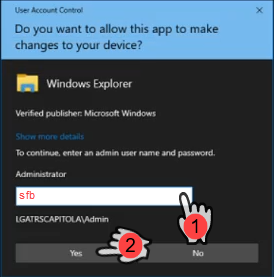 User Account Control
Do you want to allow this app to make
changes to your device?
Windows Explorer
Verified publisher: Microsoft Windows
Show more details
To continue, enter an admin user name and password.
Administrator
sfb
1
LGATRSCAPITOLA\Admin
Yes
2
No